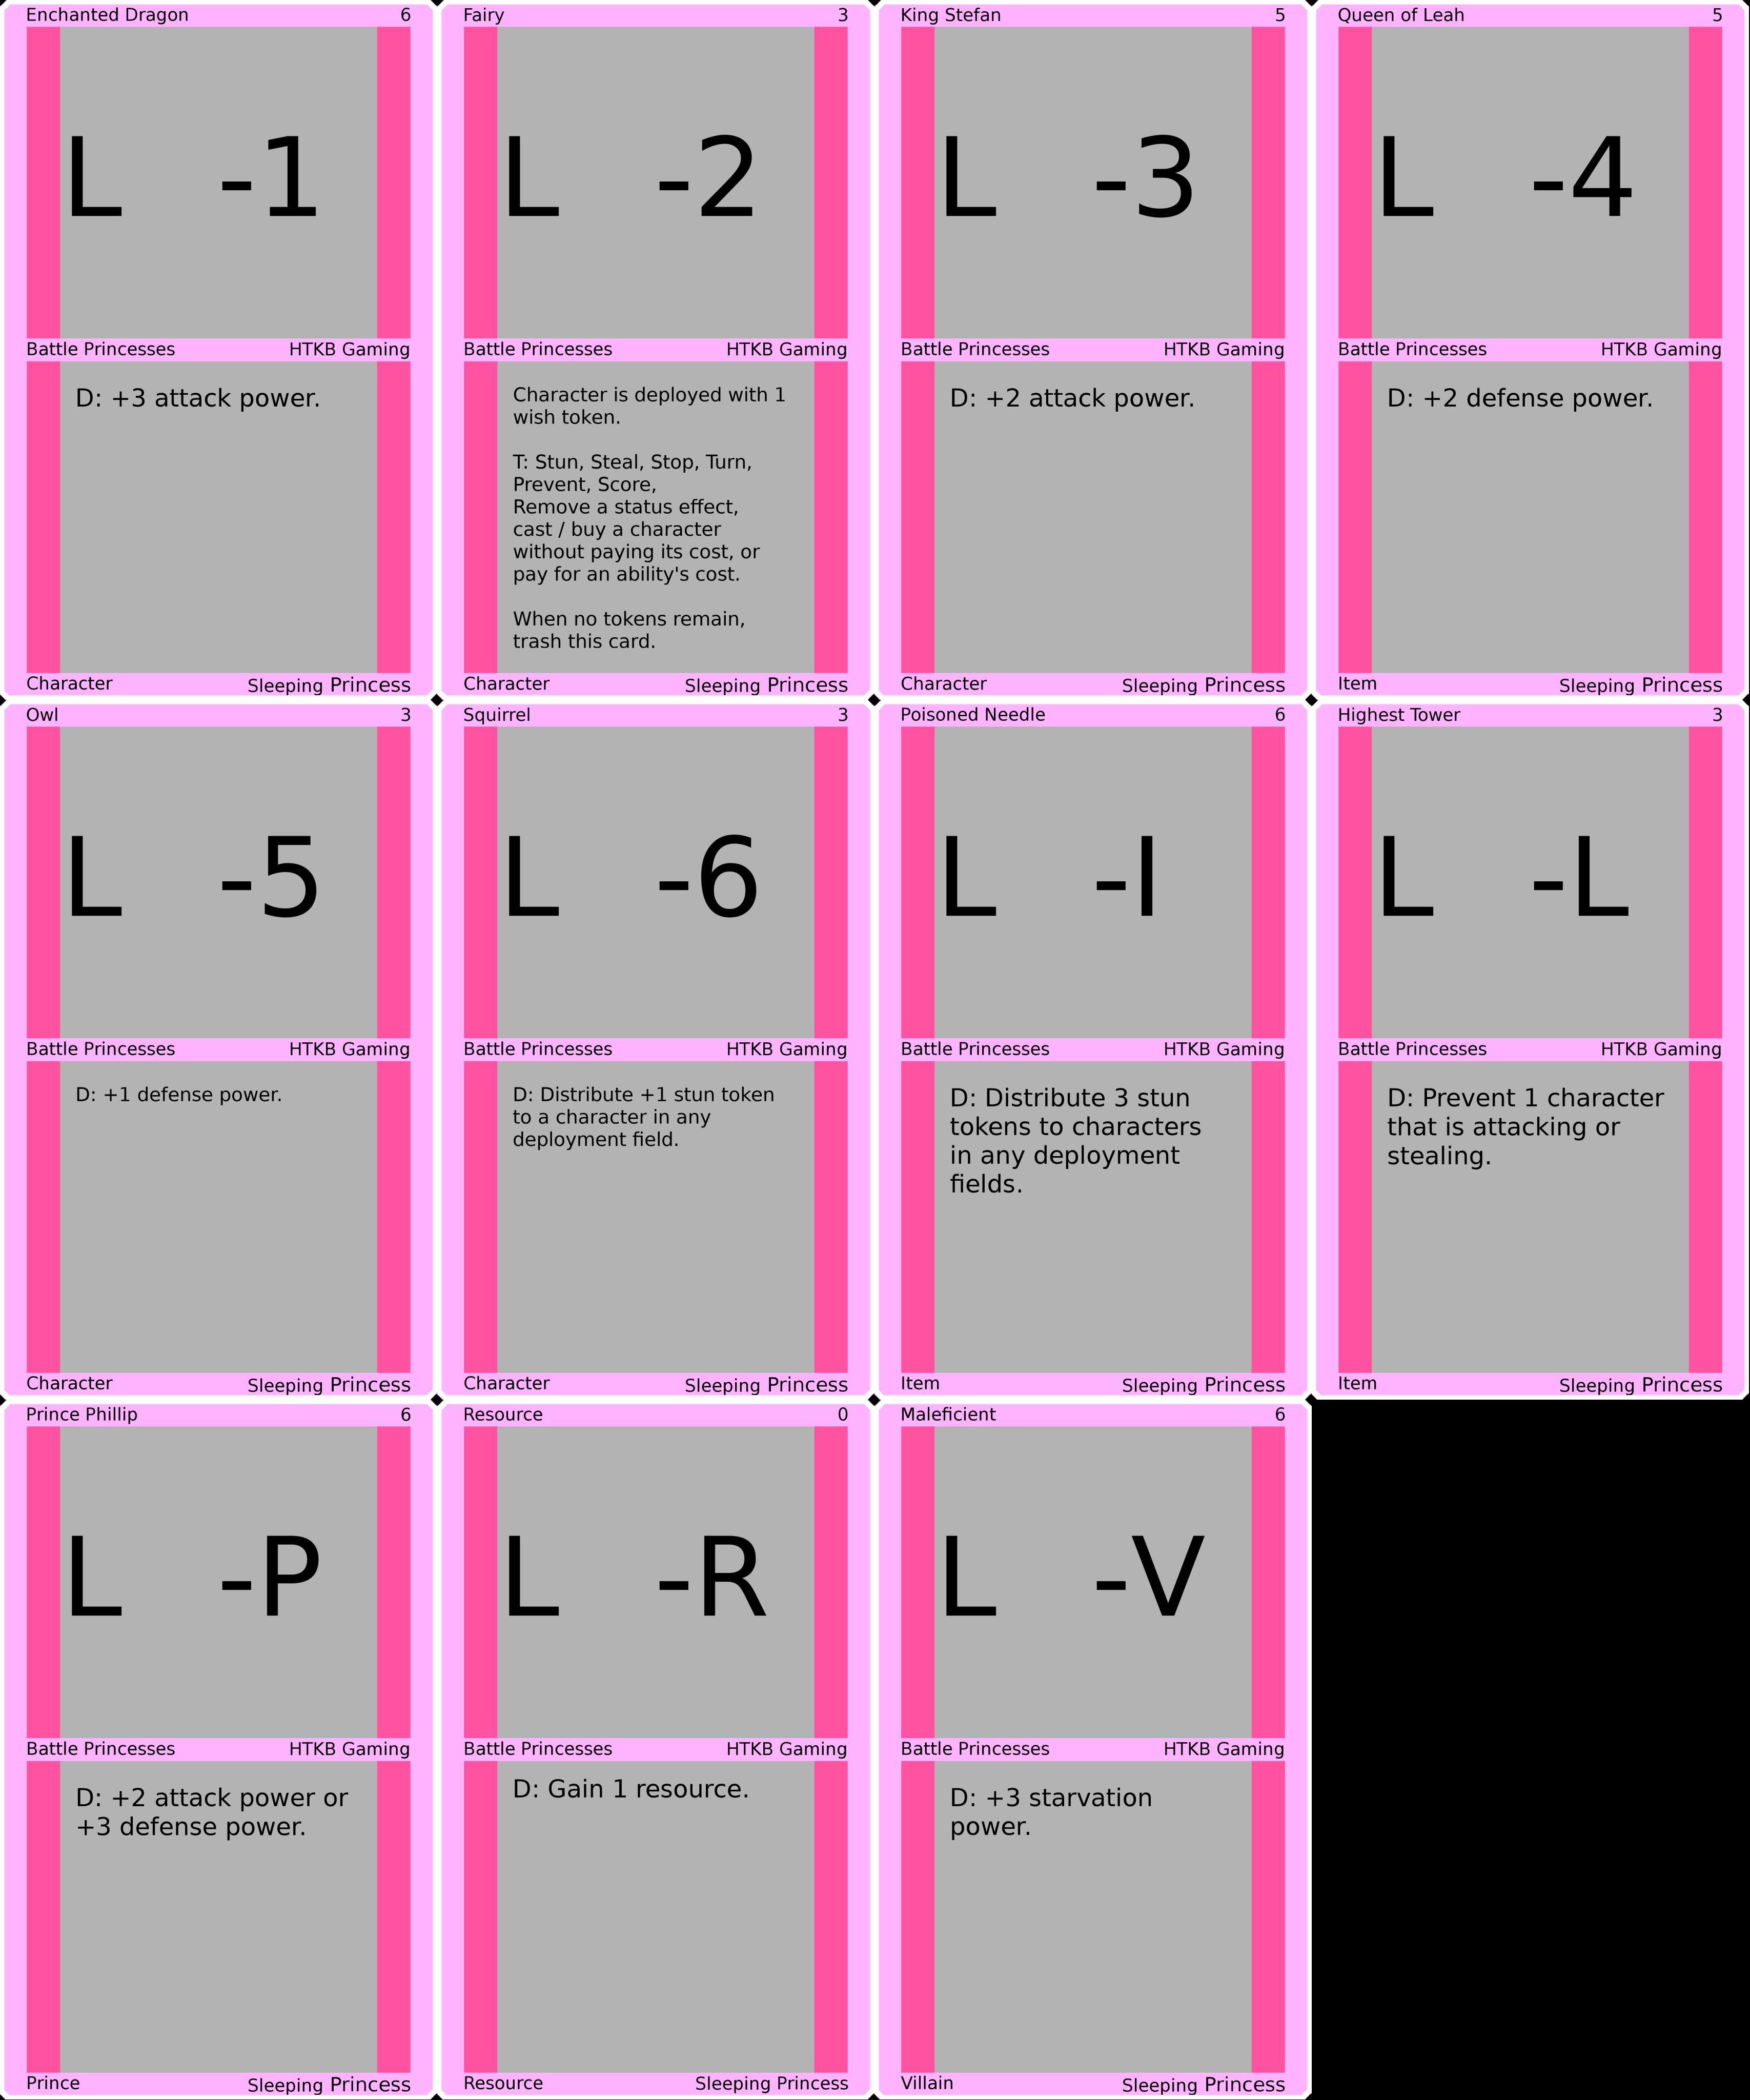 Enchanted Dragon 6
L -1
Battle Princesses HTKB Gaming
D: +3 attack power.
Character Sleeping Princess
Fairy 3
L -2
Battle Princesses HTKB Gaming
Character is deployed with 1
wish token.
T: Stun, Steal, Stop, Turn,
Prevent, Score,
Remove a status effect,
cast / buy a character
without paying its cost, or
pay for an ability's cost.
When no tokens remain,
trash this card.
Character Sleeping Princess
King Stefan 5
L -3
Battle Princesses HTKB Gaming
D: +2 attack power.
Character Sleeping Princess
Queen of Leah 5
L -4
Battle Princesses HTKB Gaming
D: +2 defense power.
Item Sleeping Princess
Owl 3
L -5
Battle Princesses HTKB Gaming
D: +1 defense power.
Character Sleeping Princess
Squirrel 3
L -6
Battle Princesses HTKB Gaming
D: Distribute +1 stun token
to a character in any
deployment field.
Character Sleeping Princess
Poisoned Needle 6
L -I
Battle Princesses HTKB Gaming
D: Distribute 3 stun
tokens to characters
in any deployment
fields.
Item Sleeping Princess
Highest Tower 3
L -L
Battle Princesses HTKB Gaming
D: Prevent 1 character
that is attacking or
stealing.
Item Sleeping Princess
Prince Phillip 6
L -P
Battle Princesses HTKB Gaming
D: +2 attack power or
+3 defense power.
Prince Sleeping Princess
Resource 0
L -R
Battle Princesses HTKB Gaming
D: Gain 1 resource.
Resource Sleeping Princess
Maleficient 6
L -V
Battle Princesses HTKB Gaming
D: +3 starvation
power.
Villain Sleeping Princess